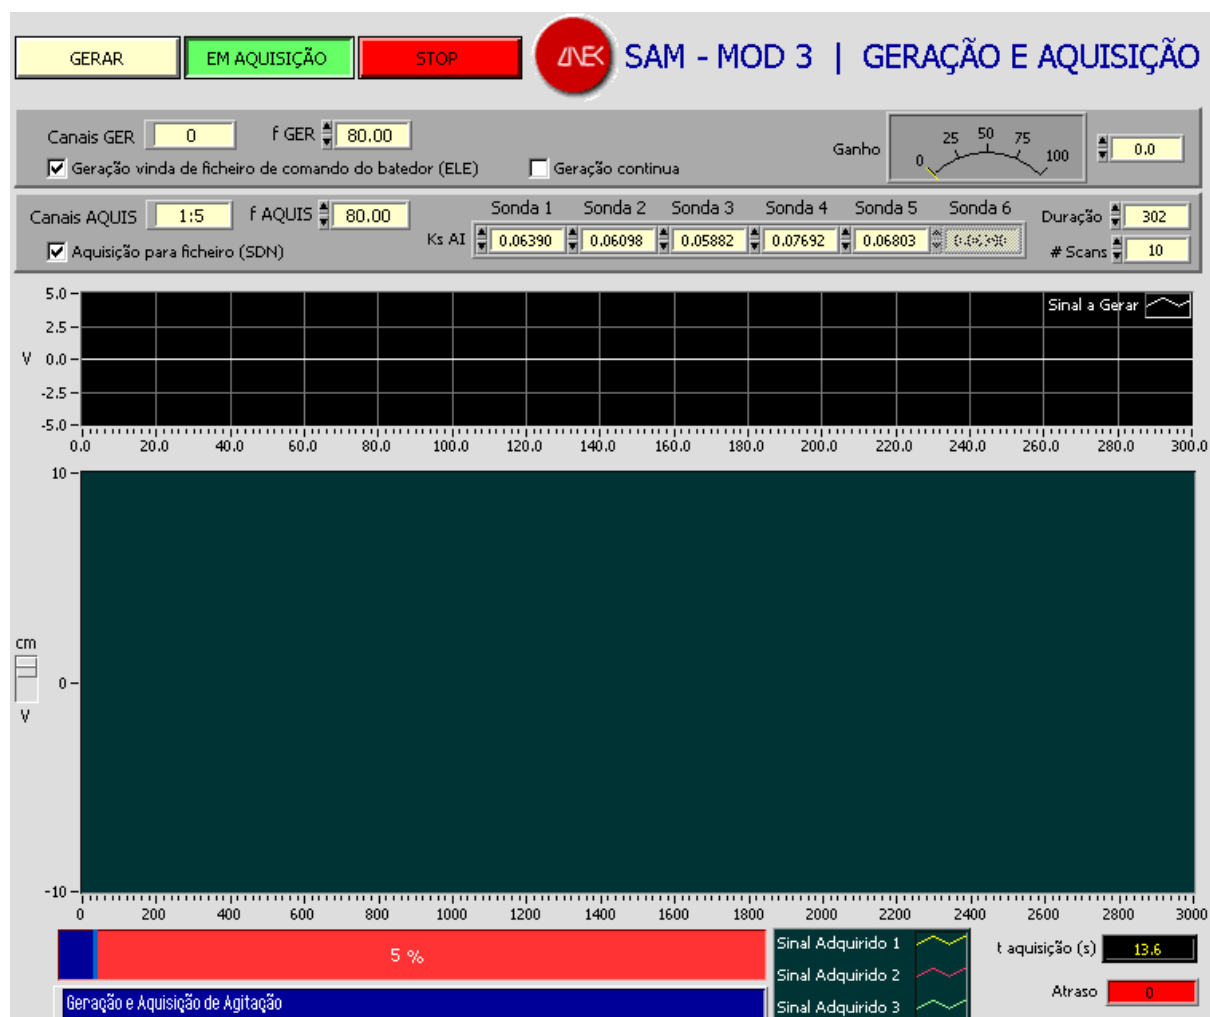 GERAR EM AQUISIÇÃO STOP LNEC SAM - MOD 3 | GERAÇÃO E AQUISIÇÃO
Canais GER 0 f GER 80.00
Ganho 0 25 50 75 100 0.0
Geração vinda de ficheiro de comando do batedor (ELE) Geração continua
Canais AQUIS 1:5 f AQUIS 80.00
Sonda 1 Sonda 2 Sonda 3 Sonda 4 Sonda 5 Sonda 6
Duração 302
Ks AI 0.06390 0.06098 0.05882 0.07692 0.06803
Aquisição para ficheiro (SDN)
# Scans 10
Sinal a Gerar
5.0
2.5
V 0.0
-2.5
-5.0
0.0 20.0 40.0 60.0 80.0 100.0 120.0 140.0 160.0 180.0 200.0 220.0 240.0 260.0 280.0 300.0
10
cm
0
V
-10
0 200 400 600 800 1000 1200 1400 1600 1800 2000 2200 2400 2600 2800 3000
5 %
Sinal Adquirido 1
t aquisição (s) 13.6
Sinal Adquirido 2
Atraso 0
Geração e Aquisição de Agitação
Sinal Adquirido 3